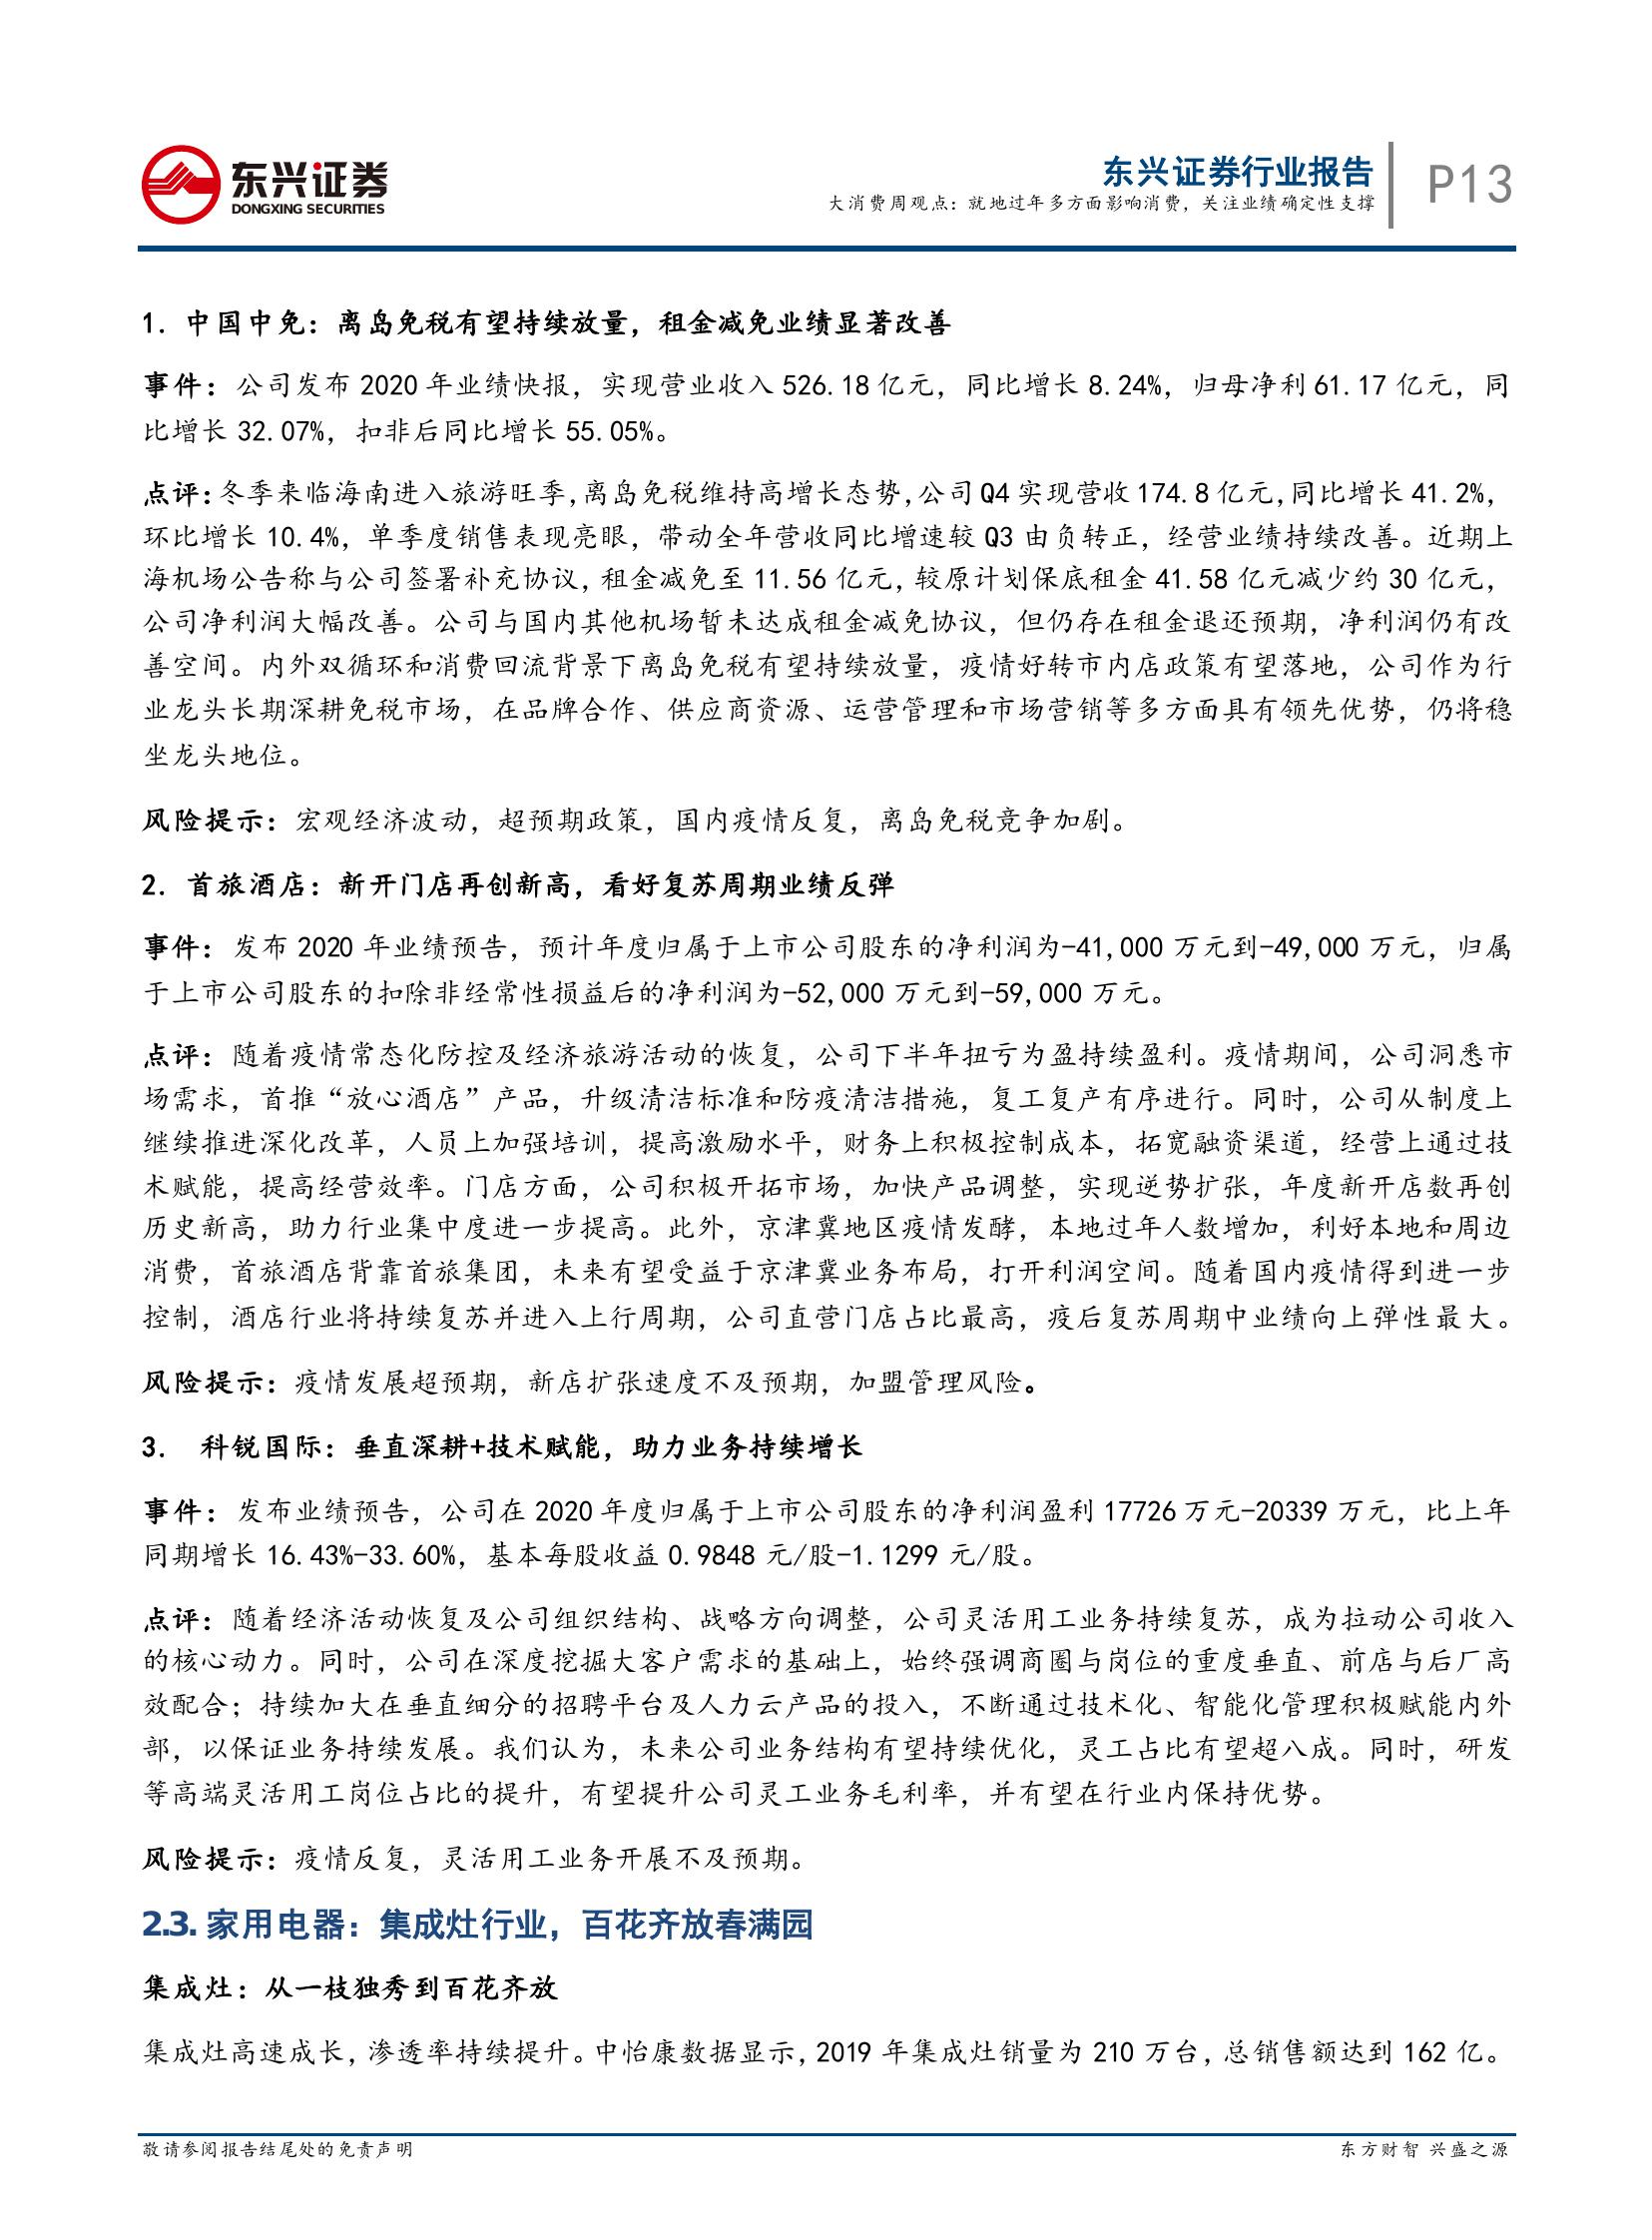 东兴证券
DONGXING SECURITIES
东兴证券行业报告
大消费周观点：就地过年多方面影响消费，关注业绩确定性支撑
P13
1. 中国中免：离岛免税有望持续放量，租金减免业绩显著改善
事件：公司发布 2020 年业绩快报，实现营业收入 526.18 亿元，同比增长 8.24%，归母净利 61.17 亿元，同
比增长 32.07%，扣非后同比增长 55.05%。
点评：冬季来临海南进入旅游旺季，离岛免税维持高增长态势，公司 Q4 实现营收 174.8 亿元，同比增长 41.2%，
环比增长 10.4%，单季度销售表现亮眼，带动全年营收同比增速较 Q3 由负转正，经营业绩持续改善。近期上
海机场公告称与公司签署补充协议，租金减免至 11.56 亿元，较原计划保底租金 41.58 亿元减少约 30 亿元，
公司净利润大幅改善。公司与国内其他机场暂未达成租金减免协议，但仍存在租金退还预期，净利润仍有改
善空间。内外双循环和消费回流背景下离岛免税有望持续放量，疫情好转市内店政策有望落地，公司作为行
业龙头长期深耕免税市场，在品牌合作、供应商资源、运营管理和市场营销等多方面具有领先优势，仍将稳
坐龙头地位。
风险提示：宏观经济波动，超预期政策，国内疫情反复，离岛免税竞争加剧。
2. 首旅酒店：新开门店再创新高，看好复苏周期业绩反弹
事件：发布 2020 年业绩预告，预计年度归属于上市公司股东的净利润为-41,000 万元到-49,000 万元，归属
于上市公司股东的扣除非经常性损益后的净利润为-52,000 万元到-59,000 万元。
点评：随着疫情常态化防控及经济旅游活动的恢复，公司下半年扭亏为盈持续盈利。疫情期间，公司洞悉市
场需求，首推“放心酒店”产品，升级清洁标准和防疫清洁措施，复工复产有序进行。同时，公司从制度上
继续推进深化改革，人员上加强培训，提高激励水平，财务上积极控制成本，拓宽融资渠道，经营上通过技
术赋能，提高经营效率。门店方面，公司积极开拓市场，加快产品调整，实现逆势扩张，年度新开店数再创
历史新高，助力行业集中度进一步提高。此外，京津冀地区疫情发酵，本地过年人数增加，利好本地和周边
消费，首旅酒店背靠首旅集团，未来有望受益于京津冀业务布局，打开利润空间。随着国内疫情得到进一步
控制，酒店行业将持续复苏并进入上行周期，公司直营门店占比最高，疫后复苏周期中业绩向上弹性最大。
风险提示：疫情发展超预期，新店扩张速度不及预期，加盟管理风险。
3. 科锐国际：垂直深耕+技术赋能，助力业务持续增长
事件：发布业绩预告，公司在 2020 年度归属于上市公司股东的净利润盈利 17726 万元-20339 万元，比上年
同期增长 16.43%-33.60%，基本每股收益 0.9848 元/股-1.1299 元/股。
点评：随着经济活动恢复及公司组织结构、战略方向调整，公司灵活用工业务持续复苏，成为拉动公司收入
的核心动力。同时，公司在深度挖掘大客户需求的基础上，始终强调商圈与岗位的重度垂直、前店与后厂高
效配合；持续加大在垂直细分的招聘平台及人力云产品的投入，不断通过技术化、智能化管理积极赋能内外
部，以保证业务持续发展。我们认为，未来公司业务结构有望持续优化，灵工占比有望超八成。同时，研发
等高端灵活用工岗位占比的提升，有望提升公司灵工业务毛利率，并有望在行业内保持优势。
风险提示：疫情反复，灵活用工业务开展不及预期。
2.3. 家用电器：集成灶行业，百花齐放春满园
集成灶：从一枝独秀到百花齐放
集成灶高速成长，渗透率持续提升。中怡康数据显示，2019 年集成灶销量为 210 万台，总销售额达到 162 亿。
敬请参阅报告结尾处的免责声明
东方财智 兴盛之源